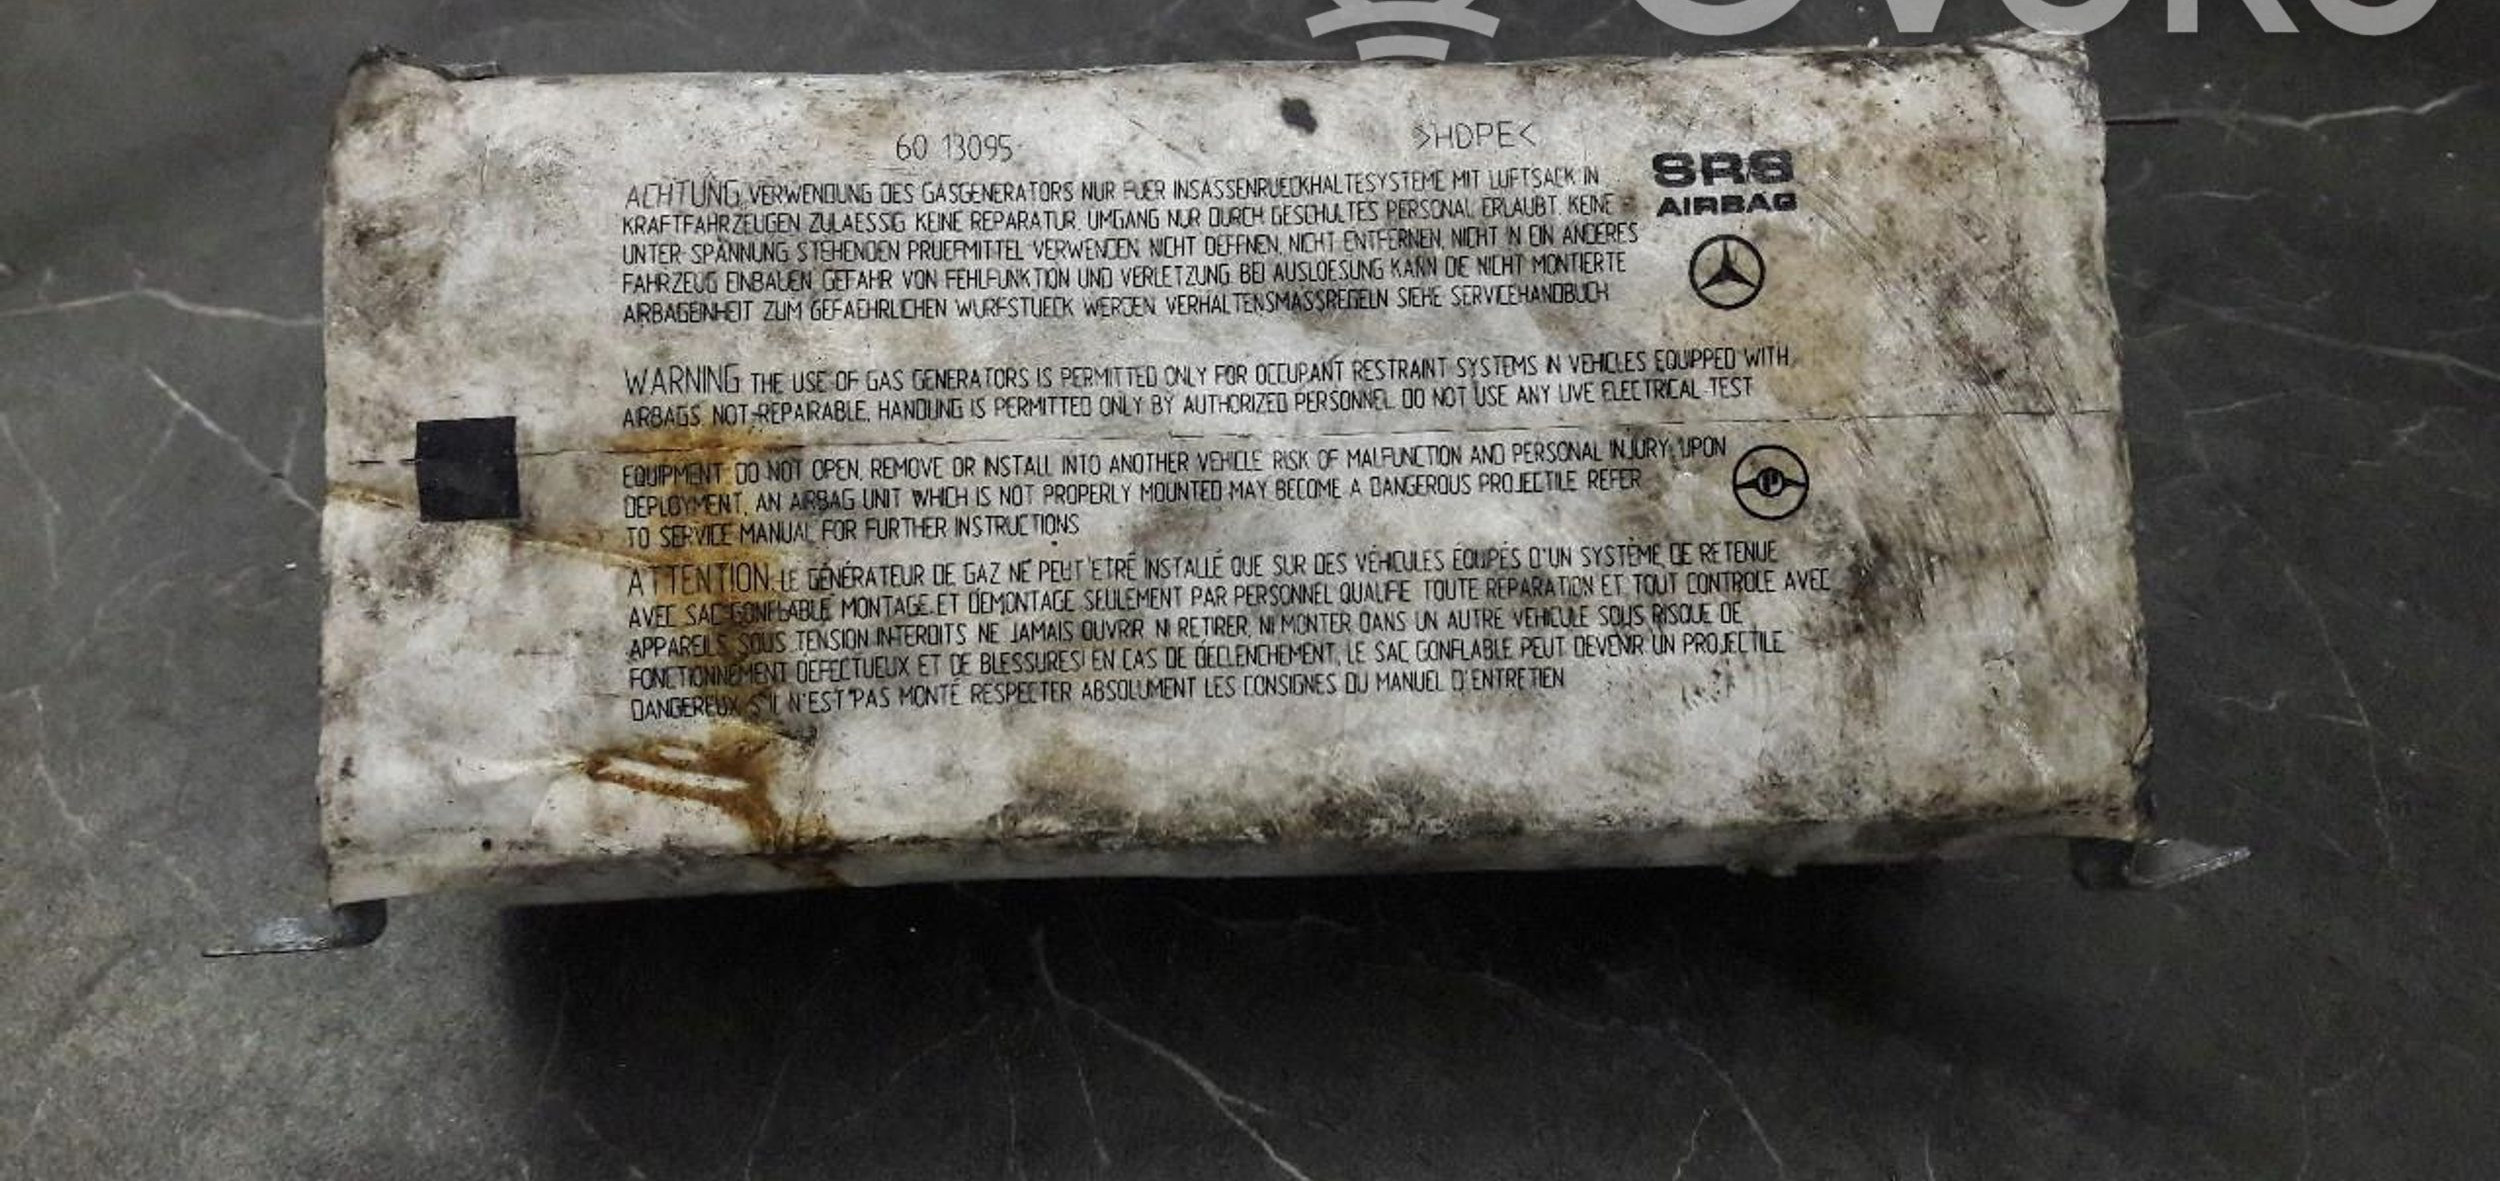 60 13095
>HDPE<
SRS
AIRBAG
ACHTUNG VERWENDUNG DES GASGENERATORS NUR FUER INSASSENRUECKHALTESYSTEME MIT LUFTSACK IN
KRAFTFAHRZEUGEN ZULAESSIG. KEINE REPARATUR. UMGANG NUR DURCH GESCHULTES PERSONAL ERLAUBT. KEINE
UNTER SPANNUNG STEHENDEN PRUEFMITTEL VERWENDEN. NICHT OEFFNEN, NICHT ENTFERNEN, NICHT IN EIN ANDERES
FAHRZEUG EINBAUEN. GEFAHR VON FEHLFUNKTION UND VERLETZUNG. BEI AUSLOESUNG KANN DIE NICHT MONTIERTE
AIRBAGEINHEIT ZUM GEFAEHRLICHEN WURFSTUECK WERDEN. VERHALTENSMASSREGELN SIEHE SERVICEHANDBUCH
WARNING THE USE OF GAS GENERATORS IS PERMITTED ONLY FOR OCCUPANT RESTRAINT SYSTEMS IN VEHICLES EQUIPPED WITH
AIRBAGS. NOT REPAIRABLE. HANDLING IS PERMITTED ONLY BY AUTHORIZED PERSONNEL. DO NOT USE ANY LIVE ELECTRICAL TEST
EQUIPMENT. DO NOT OPEN, REMOVE OR INSTALL INTO ANOTHER VEHICLE. RISK OF MALFUNCTION AND PERSONAL INJURY. UPON
DEPLOYMENT, AN AIRBAG UNIT WHICH IS NOT PROPERLY MOUNTED MAY BECOME A DANGEROUS PROJECTILE. REFER
TO SERVICE MANUAL FOR FURTHER INSTRUCTIONS
ATTENTION LE GÉNÉRATEUR DE GAZ NE PEUT ETRE INSTALLÉ QUE SUR DES VÉHICULES ÉQUIPÉS D'UN SYSTÈME DE RETENUE
AVEC SAC GONFLABLE. MONTAGE ET DEMONTAGE SEULEMENT PAR PERSONNEL QUALIFIE. TOUTE REPARATION ET TOUT CONTROLE AVEC
APPAREILS SOUS TENSION INTERDITS. NE JAMAIS OUVRIR NI RETIRER, NI MONTER DANS UN AUTRE VEHICULE SOUS RISQUE DE
FONCTIONNEMENT DEFECTUEUX ET DE BLESSURES! EN CAS DE DECLENCHEMENT, LE SAC GONFLABLE PEUT DEVENIR UN PROJECTILE
DANGEREUX S'IL N'EST PAS MONTÉ. RESPECTER ABSOLUMENT LES CONSIGNES DU MANUEL D'ENTRETIEN